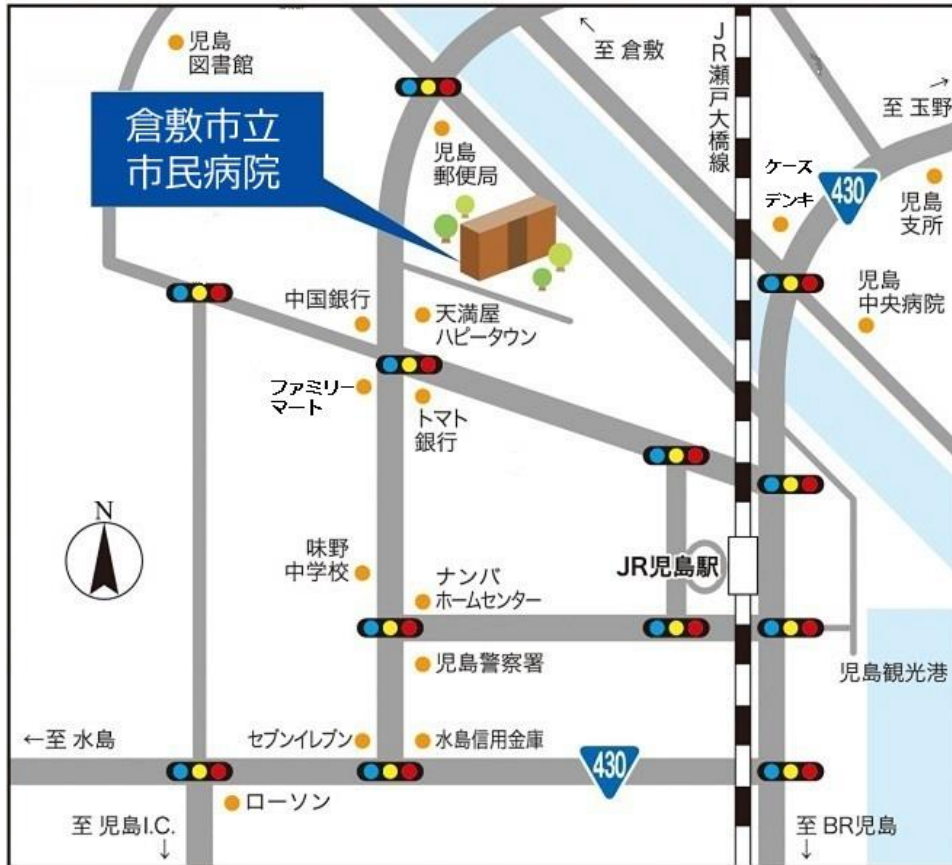 児島
図書館
倉敷市立
市民病院
至 倉敷
JR瀬戸大橋線
至 玉野
児島
郵便局
ケーズ
デンキ
430
児島
支所
児島
中央病院
中国銀行
天満屋
ハピータウン
ファミリー
マート
トマト
銀行
N
味野
中学校
ナンバ
ホームセンター
JR児島駅
児島警察署
児島観光港
←至 水島
セブンイレブン
水島信用金庫
430
ローソン
至 児島I.C.
至 BR児島